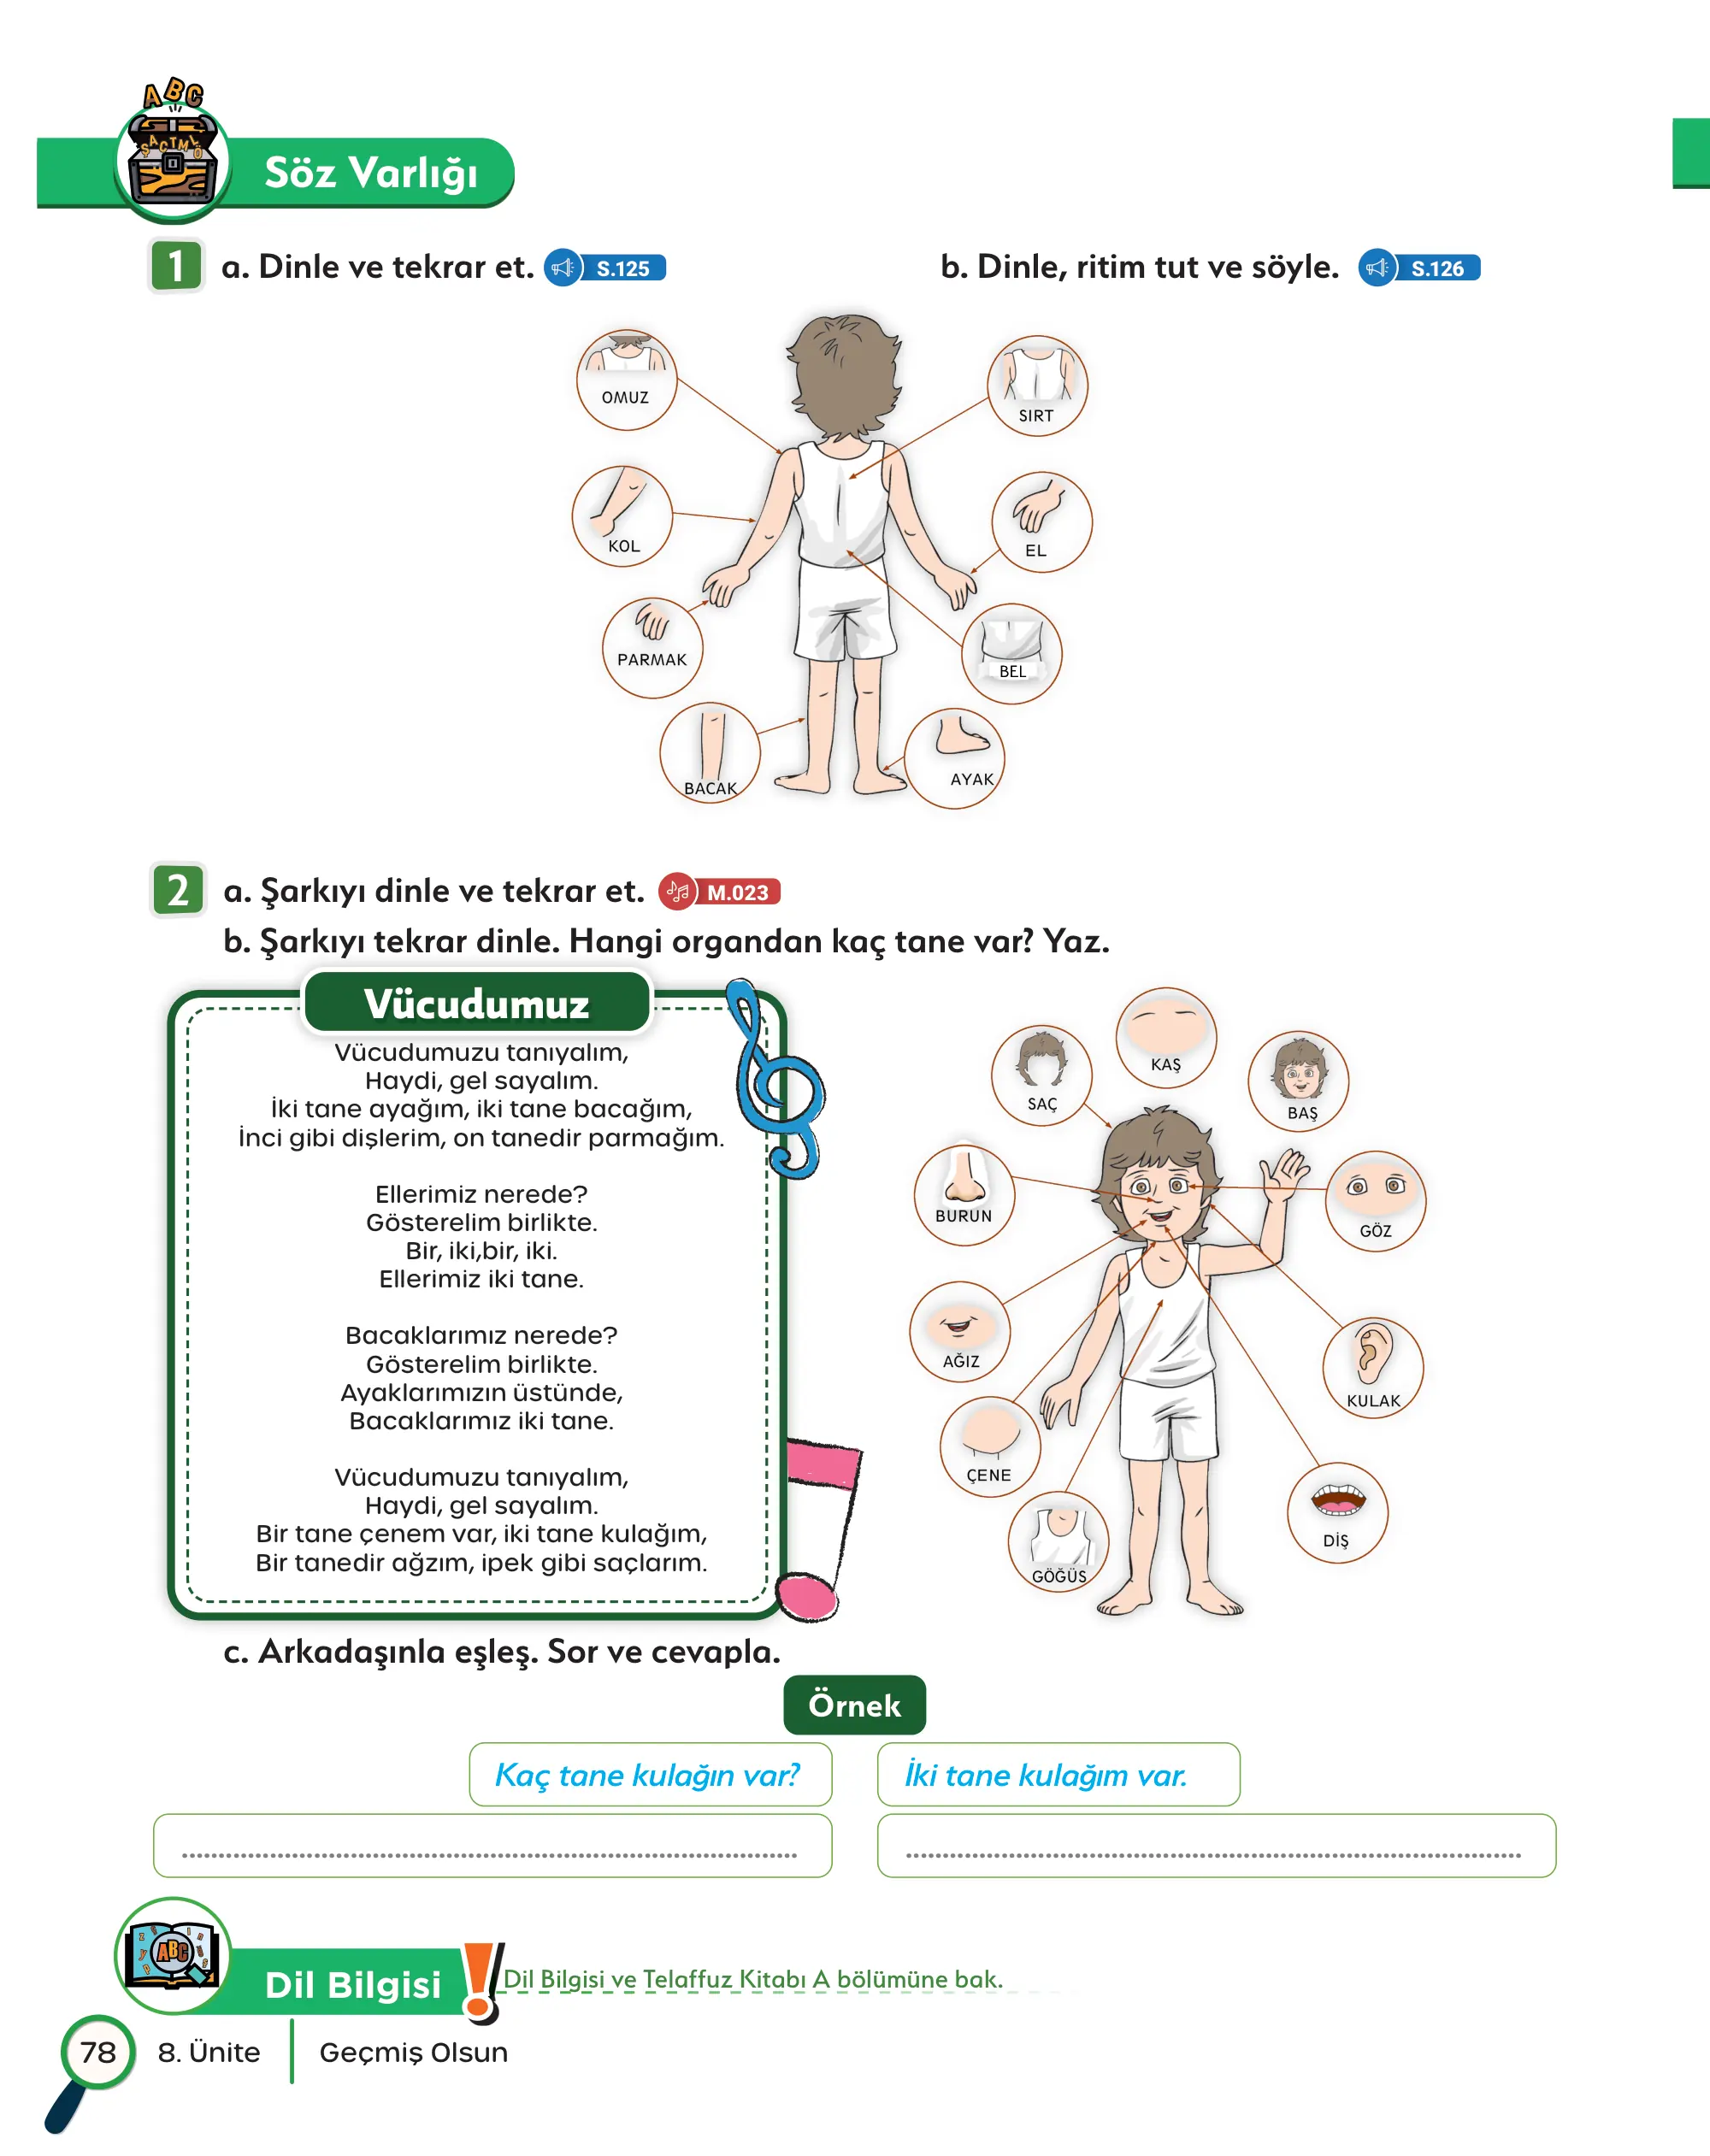 ABC
Söz Varlığı
1 a. Dinle ve tekrar et. S.125
b. Dinle, ritim tut ve söyle. S.126
OMUZ
SIRT
KOL
EL
PARMAK
BEL
BACAK
AYAK
2 a. Şarkıyı dinle ve tekrar et. M.023
b. Şarkıyı tekrar dinle. Hangi organdan kaç tane var? Yaz.
Vücudumuz
Vücudumuzu tanıyalım,
Haydi, gel sayalım.
İki tane ayağım, iki tane bacağım,
İnci gibi dişlerim, on tanedir parmağım.
Ellerimiz nerede?
Gösterelim birlikte.
Bir, iki,bir, iki.
Ellerimiz iki tane.
Bacaklarımız nerede?
Gösterelim birlikte.
Ayaklarımızın üstünde,
Bacaklarımız iki tane.
Vücudumuzu tanıyalım,
Haydi, gel sayalım.
Bir tane çenem var, iki tane kulağım,
Bir tanedir ağzım, ipek gibi saçlarım.
KAŞ
SAÇ
BAŞ
BURUN
GÖZ
AĞIZ
KULAK
ÇENE
DİŞ
GÖĞÜS
c. Arkadaşınla eşleş. Sor ve cevapla.
Örnek
Kaç tane kulağın var?
İki tane kulağım var.
ABC
Dil Bilgisi
Dil Bilgisi ve Telaffuz Kitabı A bölümüne bak.
78 8. Ünite Geçmiş Olsun